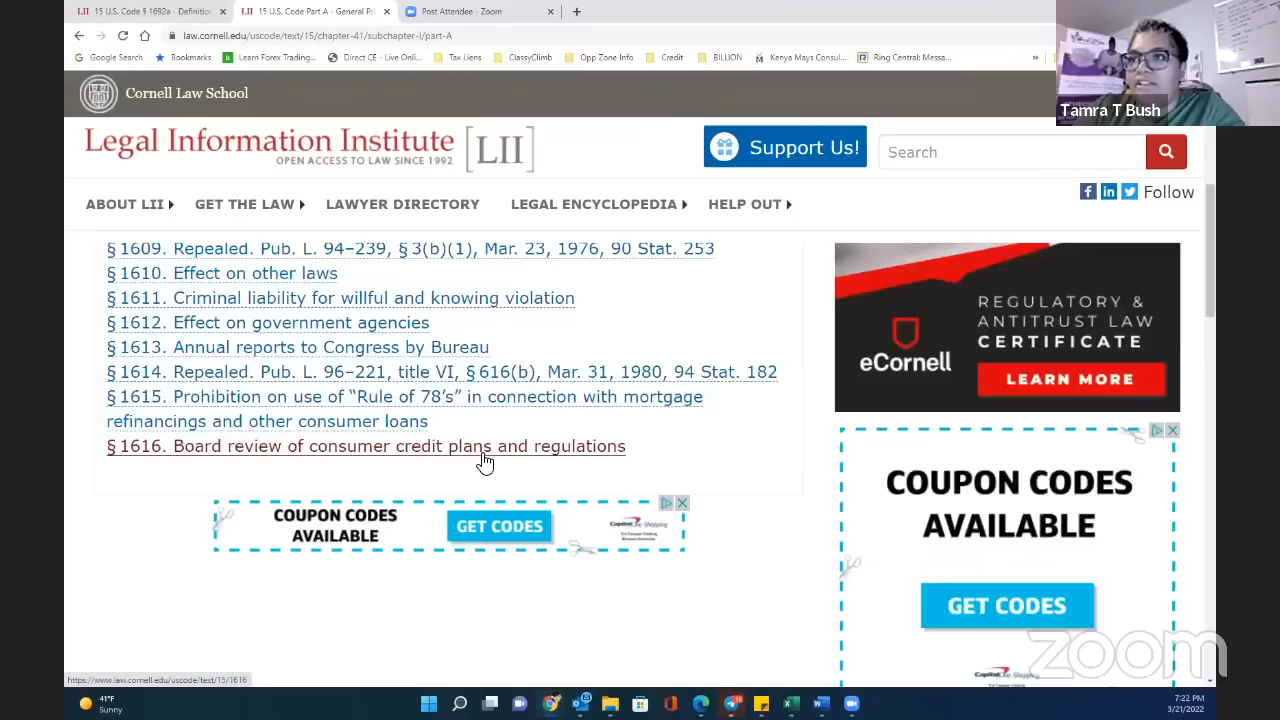 15 U.S. Code § 1692a - Definition
15 U.S. Code Part A - General Pr
Post Attendee - Zoom
law.cornell.edu/uscode/text/15/chapter-41/subchapter-I/part-A
Google Search
Bookmarks
Learn Forex Trading...
Direct CE - Live Onli...
Tax Liens
ClassyClimb
Opp Zone Info
Credit
BILLION
Kenya Mays Consul...
Ring Central: Messa...
Tamra T Bush
Cornell Law School
Legal Information Institute [LII]
OPEN ACCESS TO LAW SINCE 1992
Support Us!
Search
Follow
ABOUT LII
GET THE LAW
LAWYER DIRECTORY
LEGAL ENCYCLOPEDIA
HELP OUT
§ 1609. Repealed. Pub. L. 94–239, § 3(b)(1), Mar. 23, 1976, 90 Stat. 253
§ 1610. Effect on other laws
§ 1611. Criminal liability for willful and knowing violation
§ 1612. Effect on government agencies
§ 1613. Annual reports to Congress by Bureau
§ 1614. Repealed. Pub. L. 96–221, title VI, § 616(b), Mar. 31, 1980, 94 Stat. 182
§ 1615. Prohibition on use of “Rule of 78’s” in connection with mortgage
refinancings and other consumer loans
§ 1616. Board review of consumer credit plans and regulations
REGULATORY &
ANTITRUST LAW
CERTIFICATE
eCornell
LEARN MORE
COUPON CODES
AVAILABLE
GET CODES
COUPON CODES
AVAILABLE
GET CODES
zoom
https://www.law.cornell.edu/uscode/text/15/1616
41°F
Sunny
7:22 PM
3/21/2022